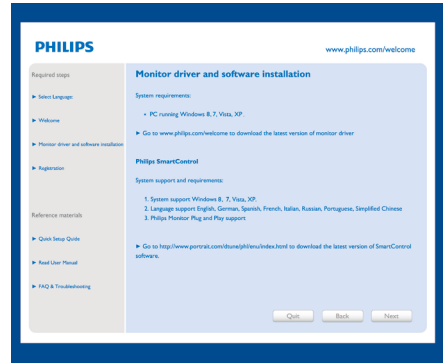 PHILIPS
www.philips.com/welcome
Required steps
► Select Language:
► Welcome
► Monitor driver and software installation
► Registration
Reference materials
► Quick Setup Guide
► Read User Manual
► FAQ & Troubleshooting
Monitor driver and software installation
System requirements:
• PC running Windows 8, 7, Vista, XP.
► Go to www.philips.com/welcome to download the latest version of monitor driver
Philips SmartControl
System support and requirements:
1. System support Windows 8, 7, Vista, XP.
2. Language support English, German, Spanish, French, Italian, Russian, Portuguese, Simplified Chinese
3. Philips Monitor Plug and Play support
► Go to http://www.portrait.com/dtune/phl/enu/index.html to download the latest version of SmartControl
software.
Quit
Back
Next